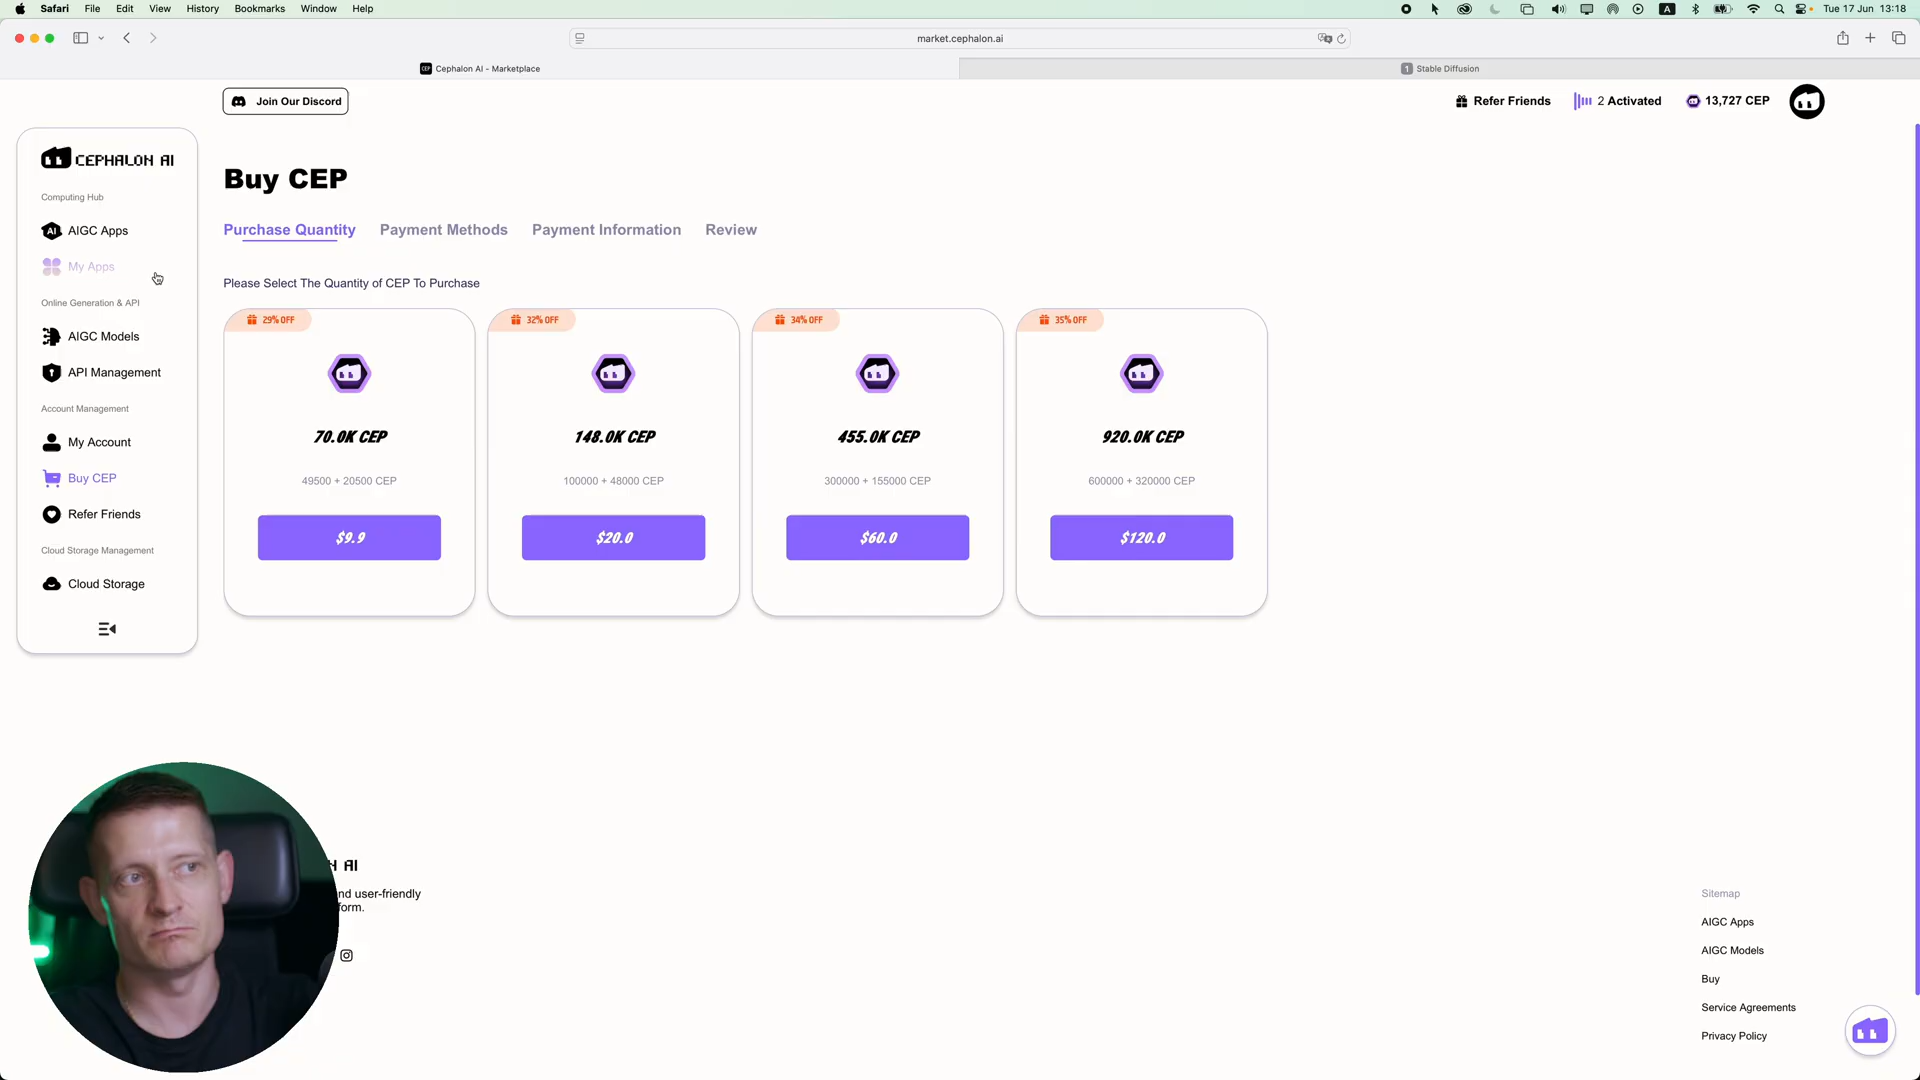 Safari File Edit View History Bookmarks Window Help
A
Tue 17 Jun 13:18
market.cephalon.ai
CEP Cephalon AI - Marketplace
1 Stable Diffusion
Join Our Discord
Refer Friends
2 Activated
13,727 CEP
CEPHALON AI
Computing Hub
AI AIGC Apps
My Apps
Online Generation & API
AIGC Models
API Management
Account Management
My Account
Buy CEP
Refer Friends
Cloud Storage Management
Cloud Storage
Buy CEP
Purchase Quantity Payment Methods Payment Information Review
Please Select The Quantity of CEP To Purchase
29% OFF
70.0K CEP
49500 + 20500 CEP
$9.9
32% OFF
148.0K CEP
100000 + 48000 CEP
$20.0
34% OFF
455.0K CEP
300000 + 155000 CEP
$60.0
35% OFF
920.0K CEP
600000 + 320000 CEP
$120.0
AI
nd user-friendly
form.
Sitemap
AIGC Apps
AIGC Models
Buy
Service Agreements
Privacy Policy